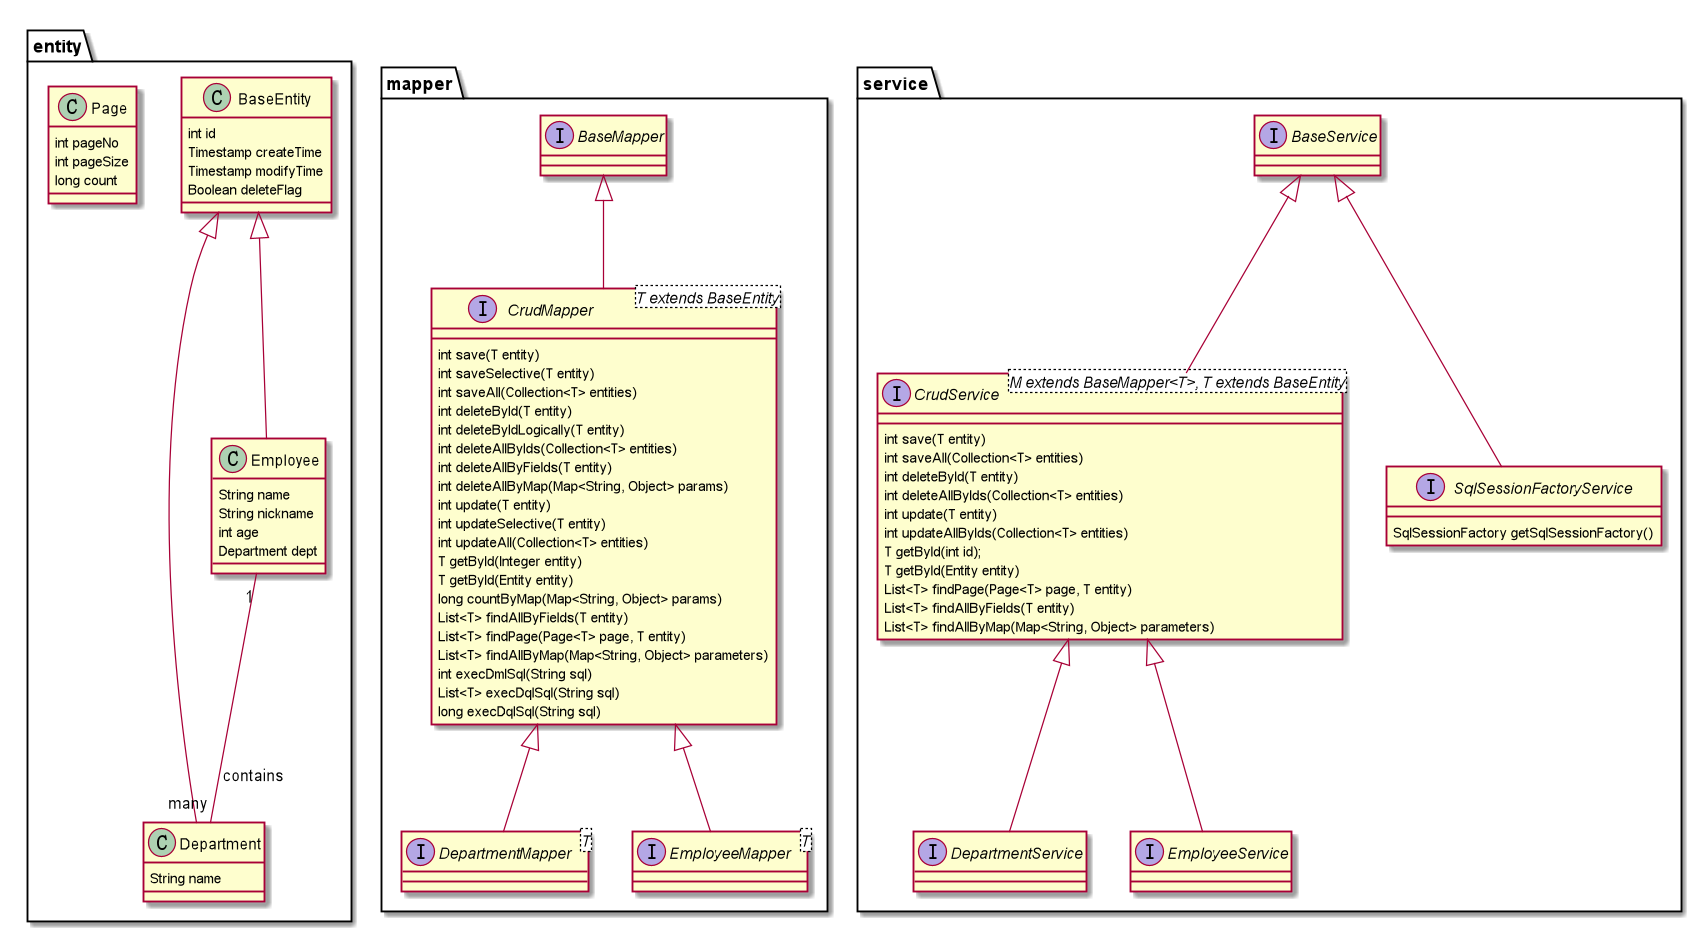 entity
C Page
int pageNo
int pageSize
long count
C BaseEntity
int id
Timestamp createTime
Timestamp modifyTime
Boolean deleteFlag
C Employee
String name
String nickname
int age
Department dept
1
contains
many
C Department
String name
mapper
I BaseMapper
I CrudMapper
T extends BaseEntity
int save(T entity)
int saveSelective(T entity)
int saveAll(Collection<T> entities)
int deleteById(T entity)
int deleteByIdLogically(T entity)
int deleteAllByIds(Collection<T> entities)
int deleteAllByFields(T entity)
int deleteAllByMap(Map<String, Object> params)
int update(T entity)
int updateSelective(T entity)
int updateAll(Collection<T> entities)
T getById(Integer entity)
T getById(Entity entity)
long countByMap(Map<String, Object> params)
List<T> findAllByFields(T entity)
List<T> findPage(Page<T> page, T entity)
List<T> findAllByMap(Map<String, Object> parameters)
int execDmlSql(String sql)
List<T> execDqlSql(String sql)
long execDqlSql(String sql)
I DepartmentMapper
T
I EmployeeMapper
T
service
I BaseService
I CrudService
M extends BaseMapper<T>, T extends BaseEntity
int save(T entity)
int saveAll(Collection<T> entities)
int deleteById(T entity)
int deleteAllByIds(Collection<T> entities)
int update(T entity)
int updateAllByIds(Collection<T> entities)
T getById(int id);
T getById(Entity entity)
List<T> findPage(Page<T> page, T entity)
List<T> findAllByFields(T entity)
List<T> findAllByMap(Map<String, Object> parameters)
I SqlSessionFactoryService
SqlSessionFactory getSqlSessionFactory()
I DepartmentService
I EmployeeService